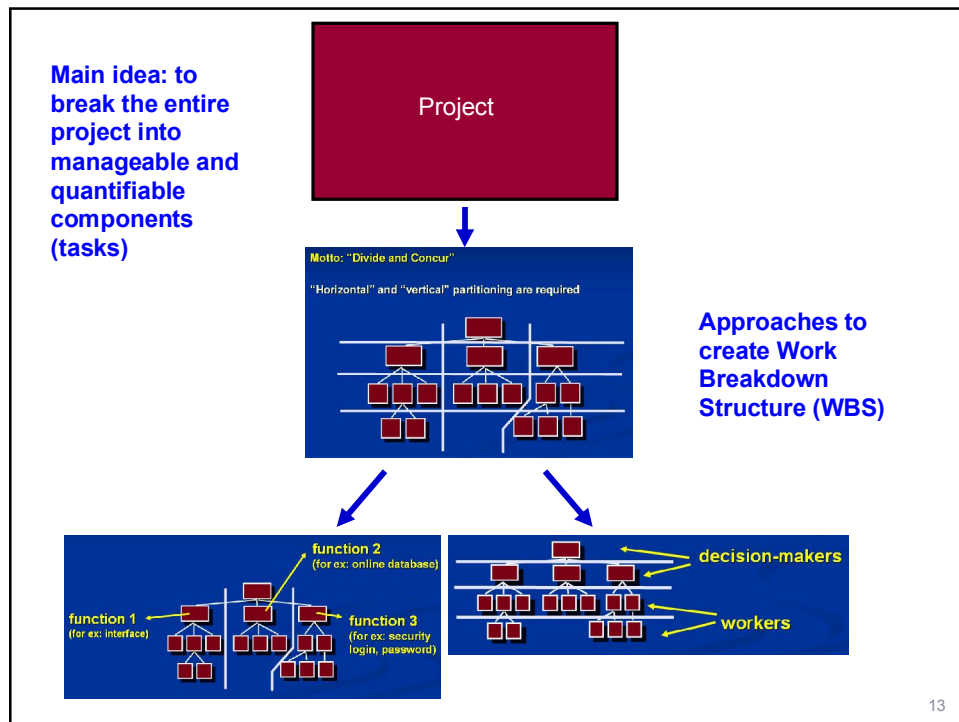 Main idea: to
break the entire
project into
manageable and
quantifiable
components
(tasks)
Project
Motto: "Divide and Concur"
"Horizontal" and "vertical" partitioning are required
Approaches to
create Work
Breakdown
Structure (WBS)
function 2
(for ex: online database)
function 1
(for ex: interface)
function 3
(for ex: security
login, password)
decision-makers
workers
13